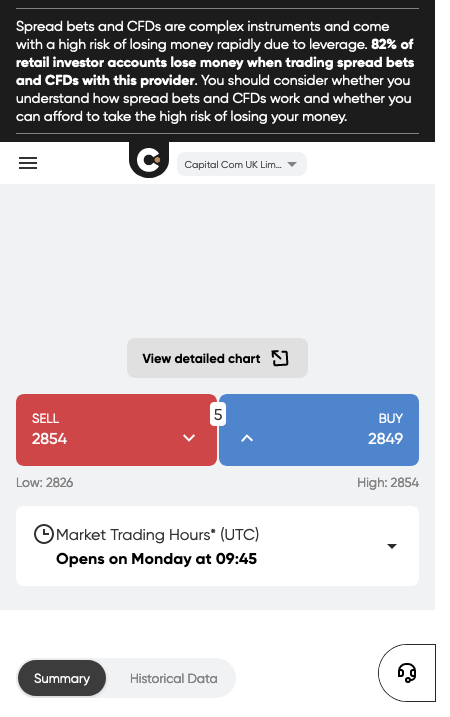 Spread bets and CFDs are complex instruments and come
with a high risk of losing money rapidly due to leverage. 82% of
retail investor accounts lose money when trading spread bets
and CFDs with this provider. You should consider whether you
understand how spread bets and CFDs work and whether you
can afford to take the high risk of losing your money.
Capital Com UK Lim...
View detailed chart
SELL
2854
5
BUY
2849
Low: 2826
High: 2854
Market Trading Hours* (UTC)
Opens on Monday at 09:45
Summary
Historical Data